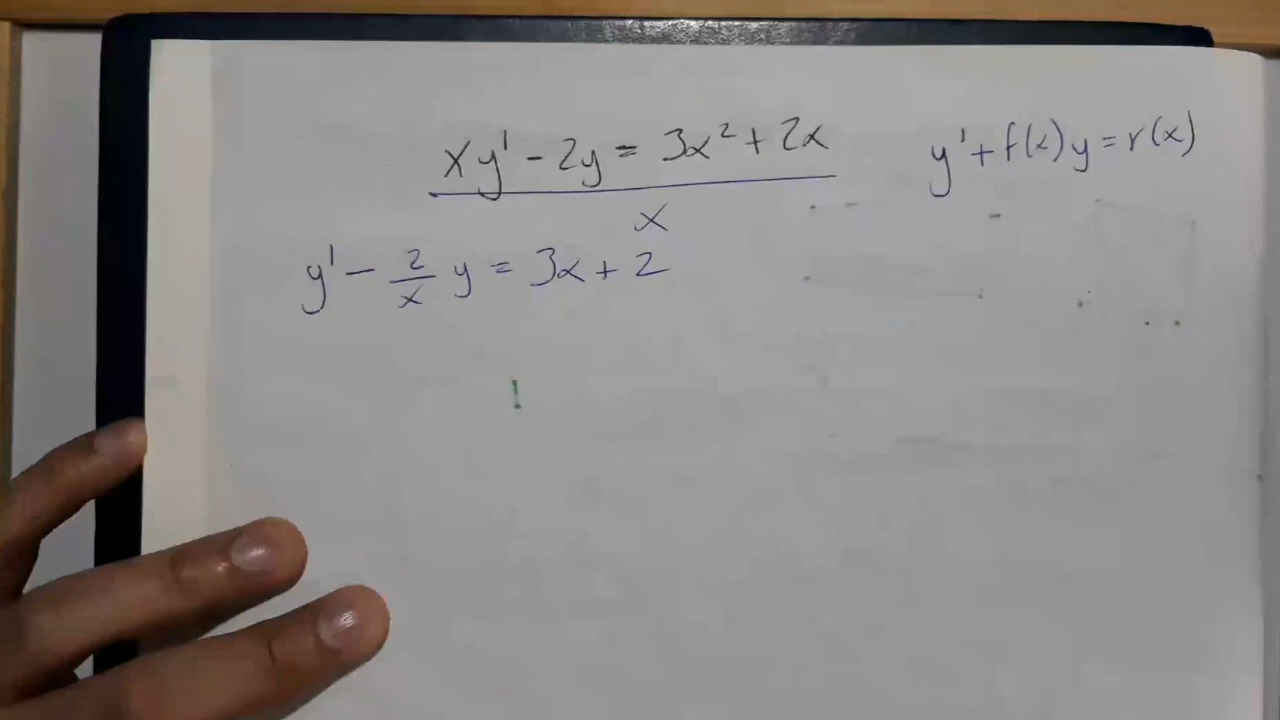 xy' - 2y = 3x² + 2x
x
y' + f(x)y = r(x)
y' - 2/x y = 3x + 2
!